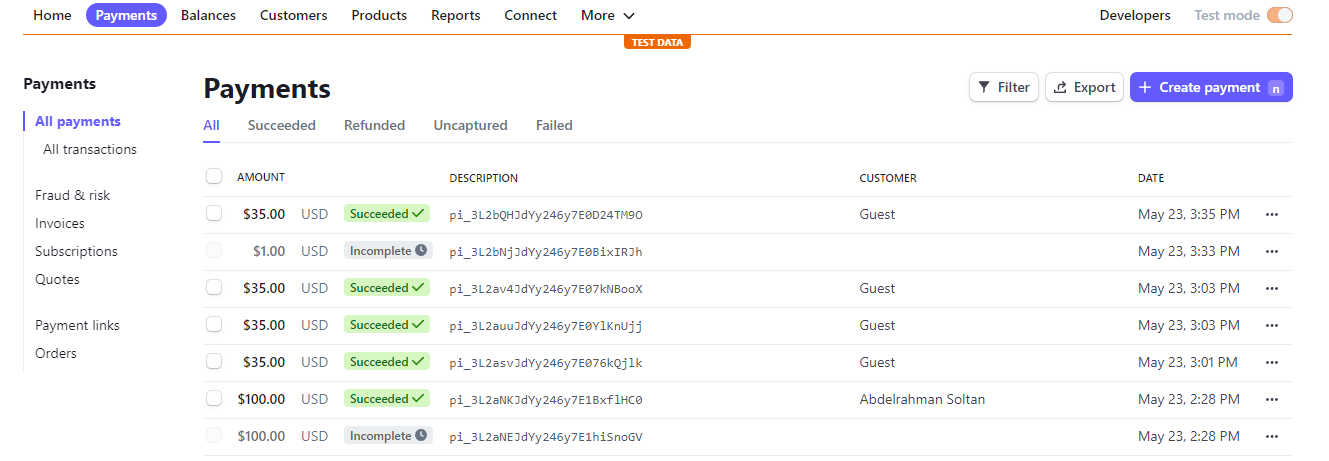 Home Payments Balances Customers Products Reports Connect More Developers Test mode
TEST DATA
Payments
All payments
All transactions
Fraud & risk
Invoices
Subscriptions
Quotes
Payment links
Orders
Payments Filter Export + Create payment n
All Succeeded Refunded Uncaptured Failed
AMOUNT DESCRIPTION CUSTOMER DATE
$35.00 USD Succeeded pi_3L2bQHJdYy246y7E0D24TM9O Guest May 23, 3:35 PM
$1.00 USD Incomplete pi_3L2bNjJdYy246y7E0BixIRJh May 23, 3:33 PM
$35.00 USD Succeeded pi_3L2av4JdYy246y7E07kNBooX Guest May 23, 3:03 PM
$35.00 USD Succeeded pi_3L2auuJdYy246y7E0YlKnUjj Guest May 23, 3:03 PM
$35.00 USD Succeeded pi_3L2asvJdYy246y7E076kQjlk Guest May 23, 3:01 PM
$100.00 USD Succeeded pi_3L2aNKJdYy246y7E1BxflHC0 Abdelrahman Soltan May 23, 2:28 PM
$100.00 USD Incomplete pi_3L2aNEJdYy246y7E1hiSnoGV May 23, 2:28 PM